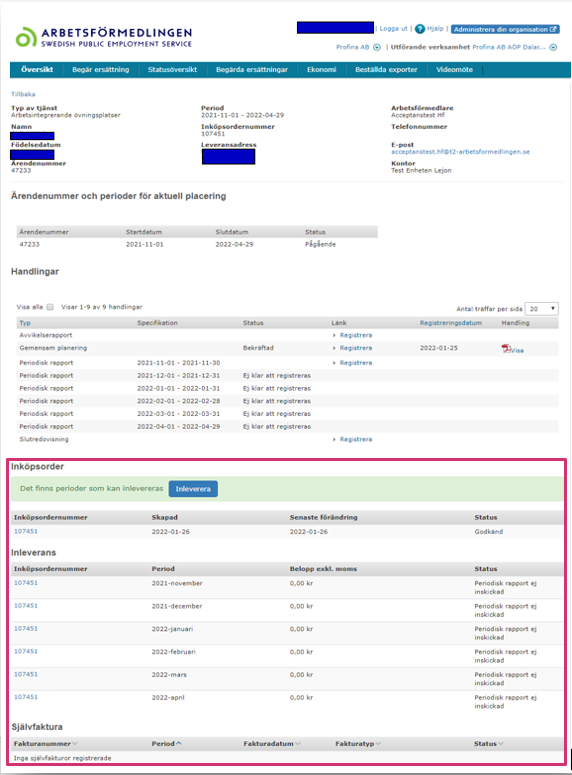 ARBETSFÖRMEDLINGEN
SWEDISH PUBLIC EMPLOYMENT SERVICE
| Logga ut | ? Hjälp | Administrera din organisation
Profina AB | Utförande verksamhet Profina AB AÖP Dalar...
Översikt Begär ersättning Statusöversikt Begärda ersättningar Ekonomi Beställda exporter Videomöte
Tillbaka
Typ av tjänst Period Arbetsförmedlare
Arbetsintegrerande övningsplatser 2021-11-01 - 2022-04-29 Acceptanstest Hf
Namn Inköpsordernummer Telefonnummer
107451
Födelsedatum Leveransadress E-post
acceptanstest.hf@t2-arbetsformedlingen.se
Ärendenummer Kontor
47233 Test Enheten Lejon
Ärendenummer och perioder för aktuell placering
Ärendenummer Startdatum Slutdatum Status
47233 2021-11-01 2022-04-29 Pågående
Handlingar
Visa alla Visar 1-9 av 9 handlingar Antal träffar per sida 20
Typ Specifikation Status Länk Registreringsdatum Handling
Avvikelserapport Registrera
Gemensam planering Bekräftad Registrera 2022-01-25 Visa
Periodisk rapport 2021-11-01 - 2021-11-30 Registrera
Periodisk rapport 2021-12-01 - 2021-12-31 Ej klar att registreras
Periodisk rapport 2022-01-01 - 2022-01-31 Ej klar att registreras
Periodisk rapport 2022-02-01 - 2022-02-28 Ej klar att registreras
Periodisk rapport 2022-03-01 - 2022-03-31 Ej klar att registreras
Periodisk rapport 2022-04-01 - 2022-04-29 Ej klar att registreras
Slutredovisning Registrera
Inköpsorder
Det finns perioder som kan inlevereras Inleverera
Inköpsordernummer Skapad Senaste förändring Status
107451 2022-01-26 2022-01-26 Godkänd
Inleverans
Inköpsordernummer Period Belopp exkl. moms Status
107451 2021-november 0,00 kr Periodisk rapport ej
inskickad
107451 2021-december 0,00 kr Periodisk rapport ej
inskickad
107451 2022-januari 0,00 kr Periodisk rapport ej
inskickad
107451 2022-februari 0,00 kr Periodisk rapport ej
inskickad
107451 2022-mars 0,00 kr Periodisk rapport ej
inskickad
107451 2022-april 0,00 kr Periodisk rapport ej
inskickad
Självfaktura
Fakturanummer Period Fakturadatum Fakturatyp Status
Inga självfakturor registrerade